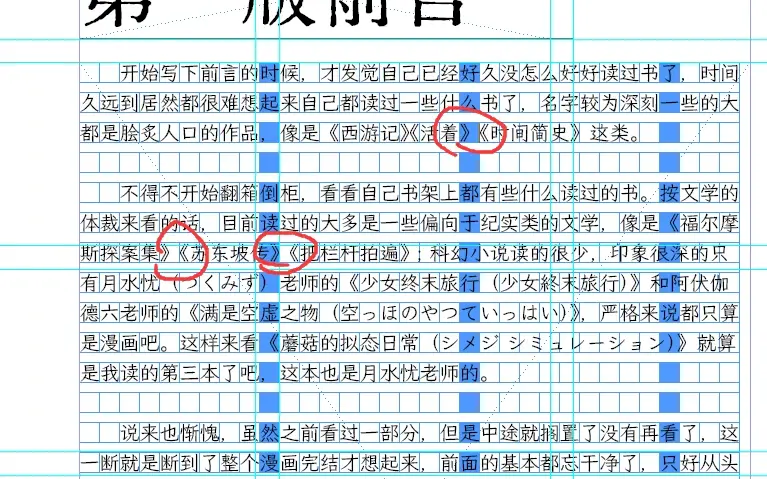 第一版前言
开始写下前言的时候，才发觉自己已经好久没怎么好好读过书了，时间
久远到居然都很难想起来自己都读过一些什么书了，名字较为深刻一些的大
都是脍炙人口的作品，像是《西游记》《活着》《时间简史》这类。
不得不开始翻箱倒柜，看看自己书架上都有些什么读过的书。按文学的
体裁来看的话，目前读过的大多是一些偏向于纪实类的文学，像是《福尔摩
斯探案集》《苏东坡传》《把栏杆拍遍》；科幻小说读的很少，印象很深的只
有月水忧（つくみず）老师的《少女终末旅行（少女終末旅行）》和阿伏伽
德六老师的《满是空虚之物（空っぽのやつでいっぱい）》，严格来说都只算
是漫画吧。这样来看《蘑菇的拟态日常（シメジ シミュレーション）》就算
是我读的第三本了吧，这本也是月水忧老师的。
说来也惭愧，虽然之前看过一部分，但是中途就搁置了没有再看了，这
一断就是断到了整个漫画完结才想起来，前面的基本都忘干净了，只好从头